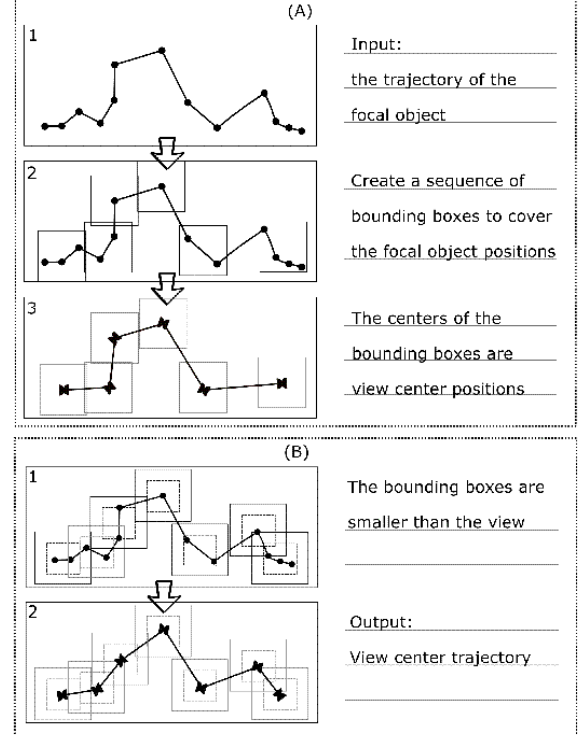 (A)
1
Input:
the trajectory of the
focal object
2
Create a sequence of
bounding boxes to cover
the focal object positions
3
The centers of the
bounding boxes are
view center positions
(B)
1
The bounding boxes are
smaller than the view
2
Output:
View center trajectory